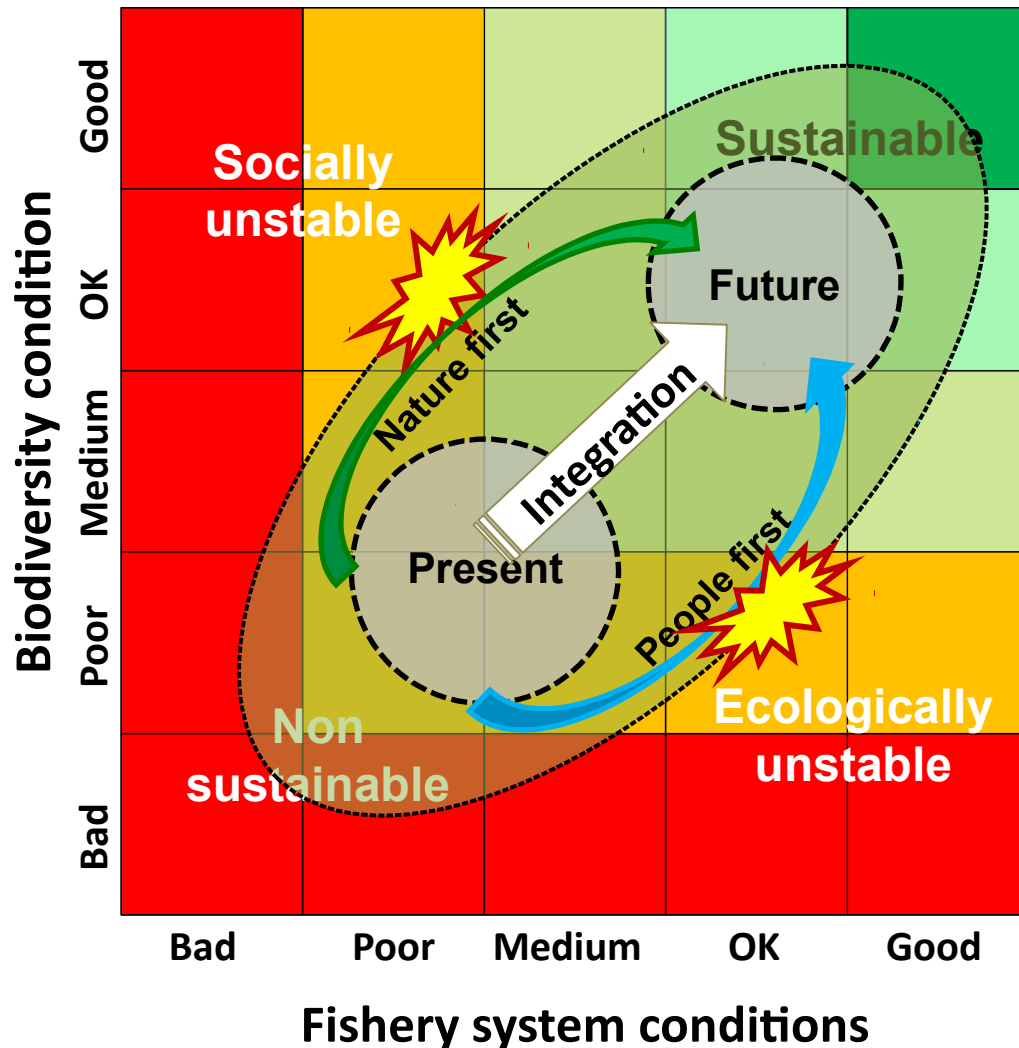 Biodiversity condition
Good
OK
Medium
Poor
Bad
Socially
unstable
Sustainable
Future
Nature first
Integration
Present
People first
Non
sustainable
Ecologically
unstable
Bad
Poor
Medium
OK
Good
Fishery system conditions